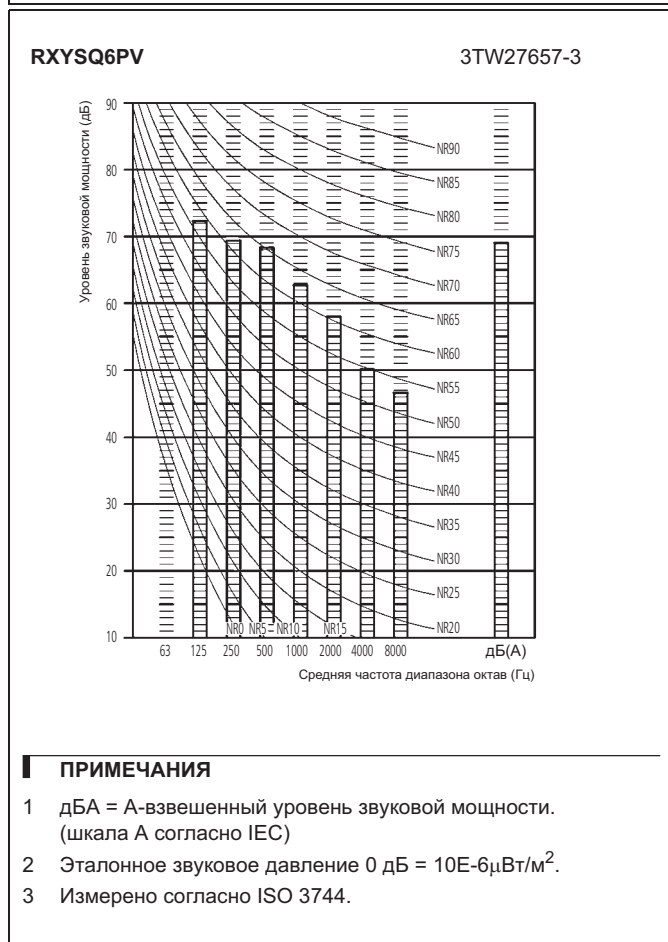 RXYSQ6PV 3TW27657-3
Уровень звуковой мощности (дБ)
90
80
70
60
50
40
30
20
10
NR90
NR85
NR80
NR75
NR70
NR65
NR60
NR55
NR50
NR45
NR40
NR35
NR30
NR25
NR20
NR0 NR5 NR10 NR15
63 125 250 500 1000 2000 4000 8000 дБ(A)
Средняя частота диапазона октав (Гц)
ПРИМЕЧАНИЯ
1 дБА = А-взвешенный уровень звуковой мощности.
(шкала А согласно IEC)
2 Эталонное звуковое давление 0 дБ = 10E-6µВт/м².
3 Измерено согласно ISO 3744.